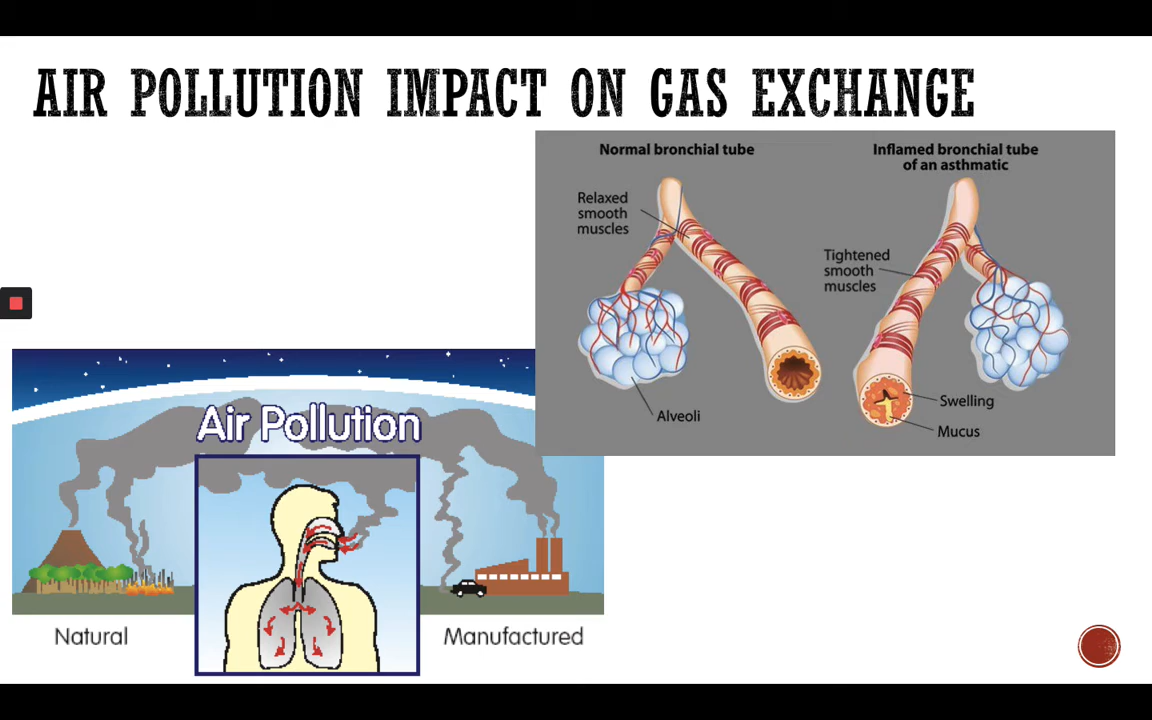 AIR POLLUTION IMPACT ON GAS EXCHANGE
Normal bronchial tube
Inflamed bronchial tube
of an asthmatic
Relaxed
smooth
muscles
Tightened
smooth
muscles
Alveoli
Swelling
Mucus
Air Pollution
Natural
Manufactured